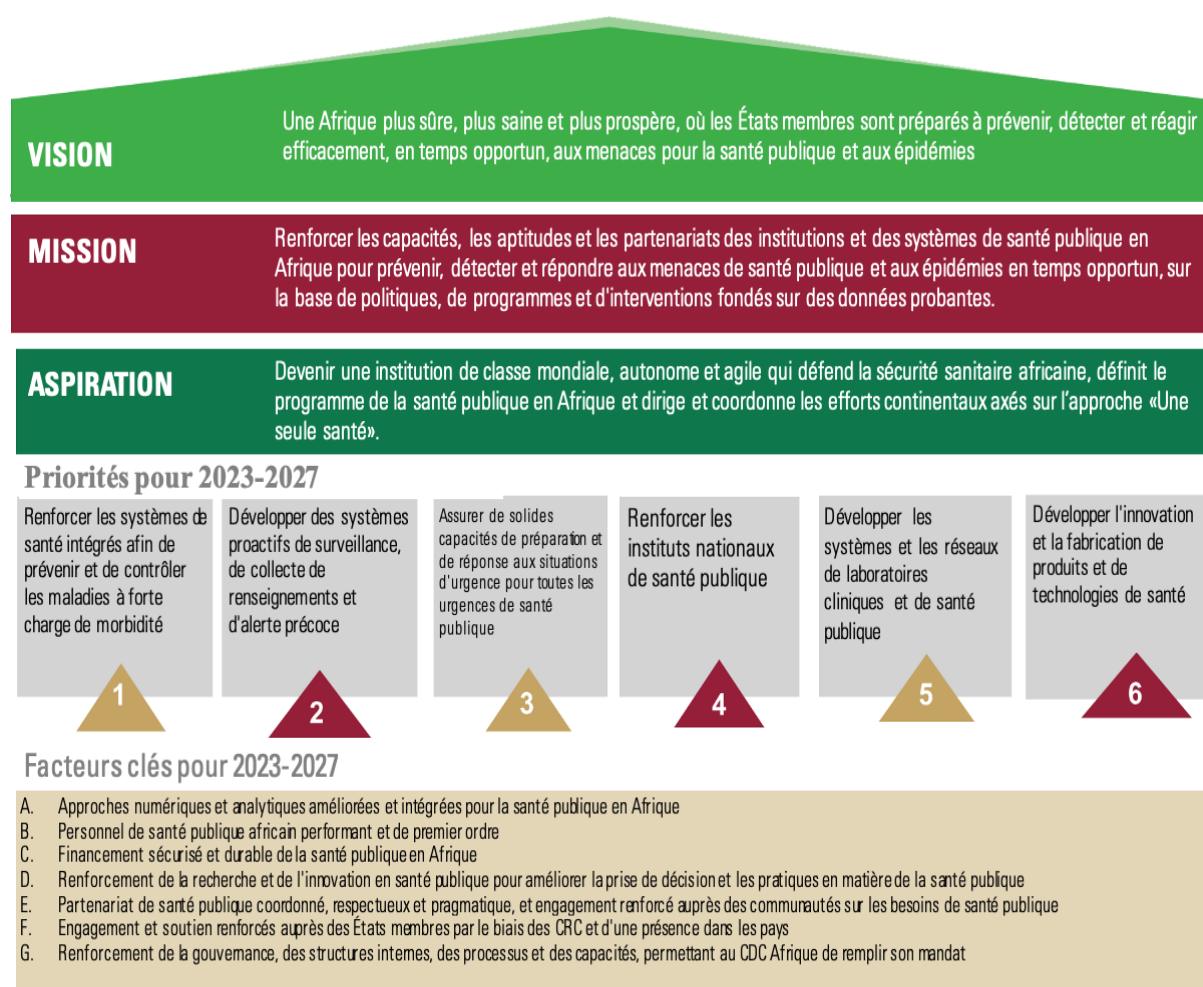 VISION
Une Afrique plus sûre, plus saine et plus prospère, où les États membres sont préparés à prévenir, détecter et réagir
efficacement, en temps opportun, aux menaces pour la santé publique et aux épidémies
MISSION
Renforcer les capacités, les aptitudes et les partenariats des institutions et des systèmes de santé publique en
Afrique pour prévenir, détecter et répondre aux menaces de santé publique et aux épidémies en temps opportun, sur
la base de politiques, de programmes et d'interventions fondés sur des données probantes.
ASPIRATION
Devenir une institution de classe mondiale, autonome et agile qui défend la sécurité sanitaire africaine, définit le
programme de la santé publique en Afrique et dirige et coordonne les efforts continentaux axés sur l'approche «Une
seule santé».
Priorités pour 2023-2027
Renforcer les systèmes de
santé intégrés afin de
prévenir et de contrôler
les maladies à forte
charge de morbidité
1
Développer des systèmes
proactifs de surveillance,
de collecte de
renseignements et
d'alerte précoce
2
Assurer de solides
capacités de préparation et
de réponse aux situations
d'urgence pour toutes les
urgences de santé
publique
3
Renforcer les
instituts nationaux
de santé publique
4
Développer les
systèmes et les réseaux
de laboratoires
cliniques et de santé
publique
5
Développer l'innovation
et la fabrication de
produits et de
technologies de santé
6
Facteurs clés pour 2023-2027
A. Approches numériques et analytiques améliorées et intégrées pour la santé publique en Afrique
B. Personnel de santé publique africain performant et de premier ordre
C. Financement sécurisé et durable de la santé publique en Afrique
D. Renforcement de la recherche et de l'innovation en santé publique pour améliorer la prise de décision et les pratiques en matière de la santé publique
E. Partenariat de santé publique coordonné, respectueux et pragmatique, et engagement renforcé auprès des communautés sur les besoins de santé publique
F. Engagement et soutien renforcés auprès des États membres par le biais des CRC et d'une présence dans les pays
G. Renforcement de la gouvernance, des structures internes, des processus et des capacités, permettant au CDC Afrique de remplir son mandat